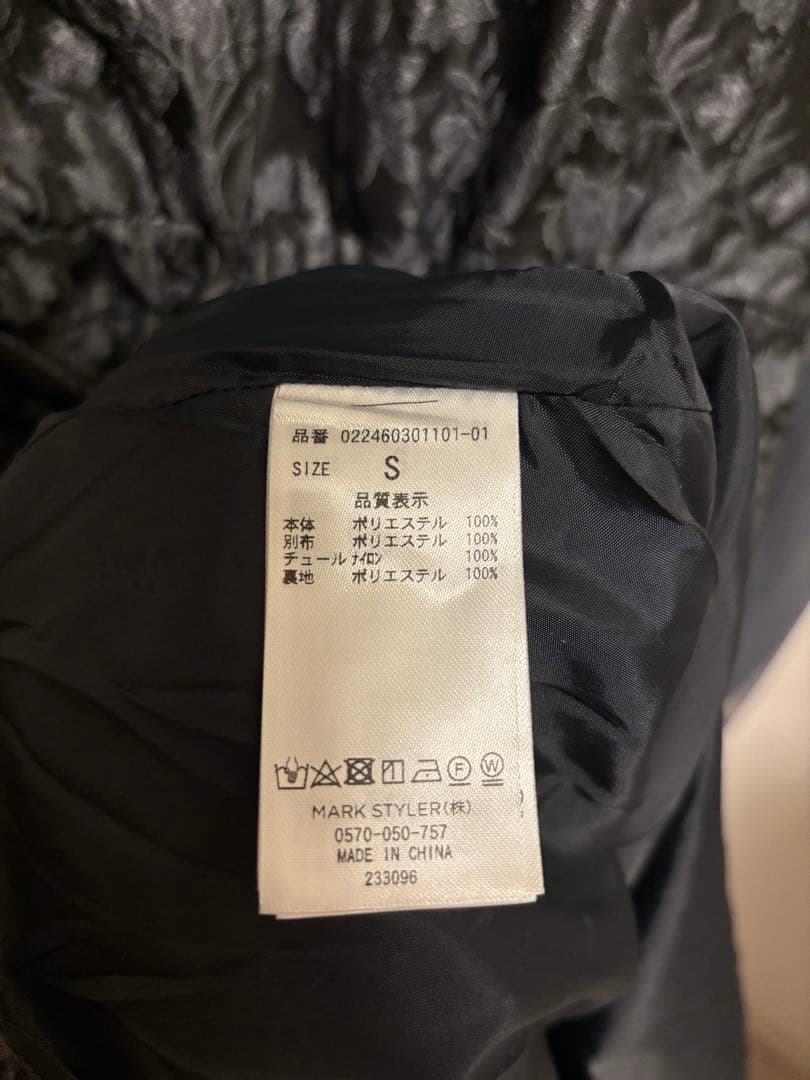 品番 022460301101-01
SIZE S
品質表示
本体 ポリエステル 100%
別布 ポリエステル 100%
チュール ﾅｲﾛﾝ 100%
裏地 ポリエステル 100%
F W
MARK STYLER(株)
0570-050-757
MADE IN CHINA
233096